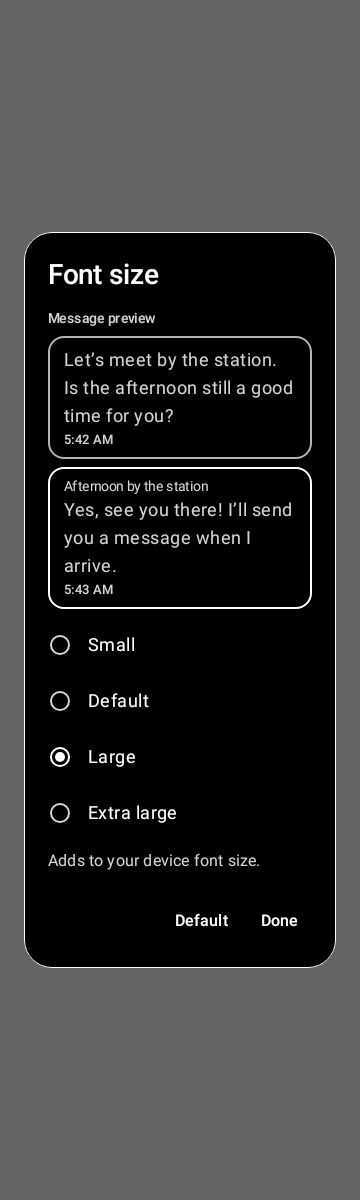 Font size
Message preview
Let’s meet by the station.
Is the afternoon still a good
time for you?
5:42 AM
Afternoon by the station
Yes, see you there! I’ll send
you a message when I
arrive.
5:43 AM
Small
Default
Large
Extra large
Adds to your device font size.
Default Done